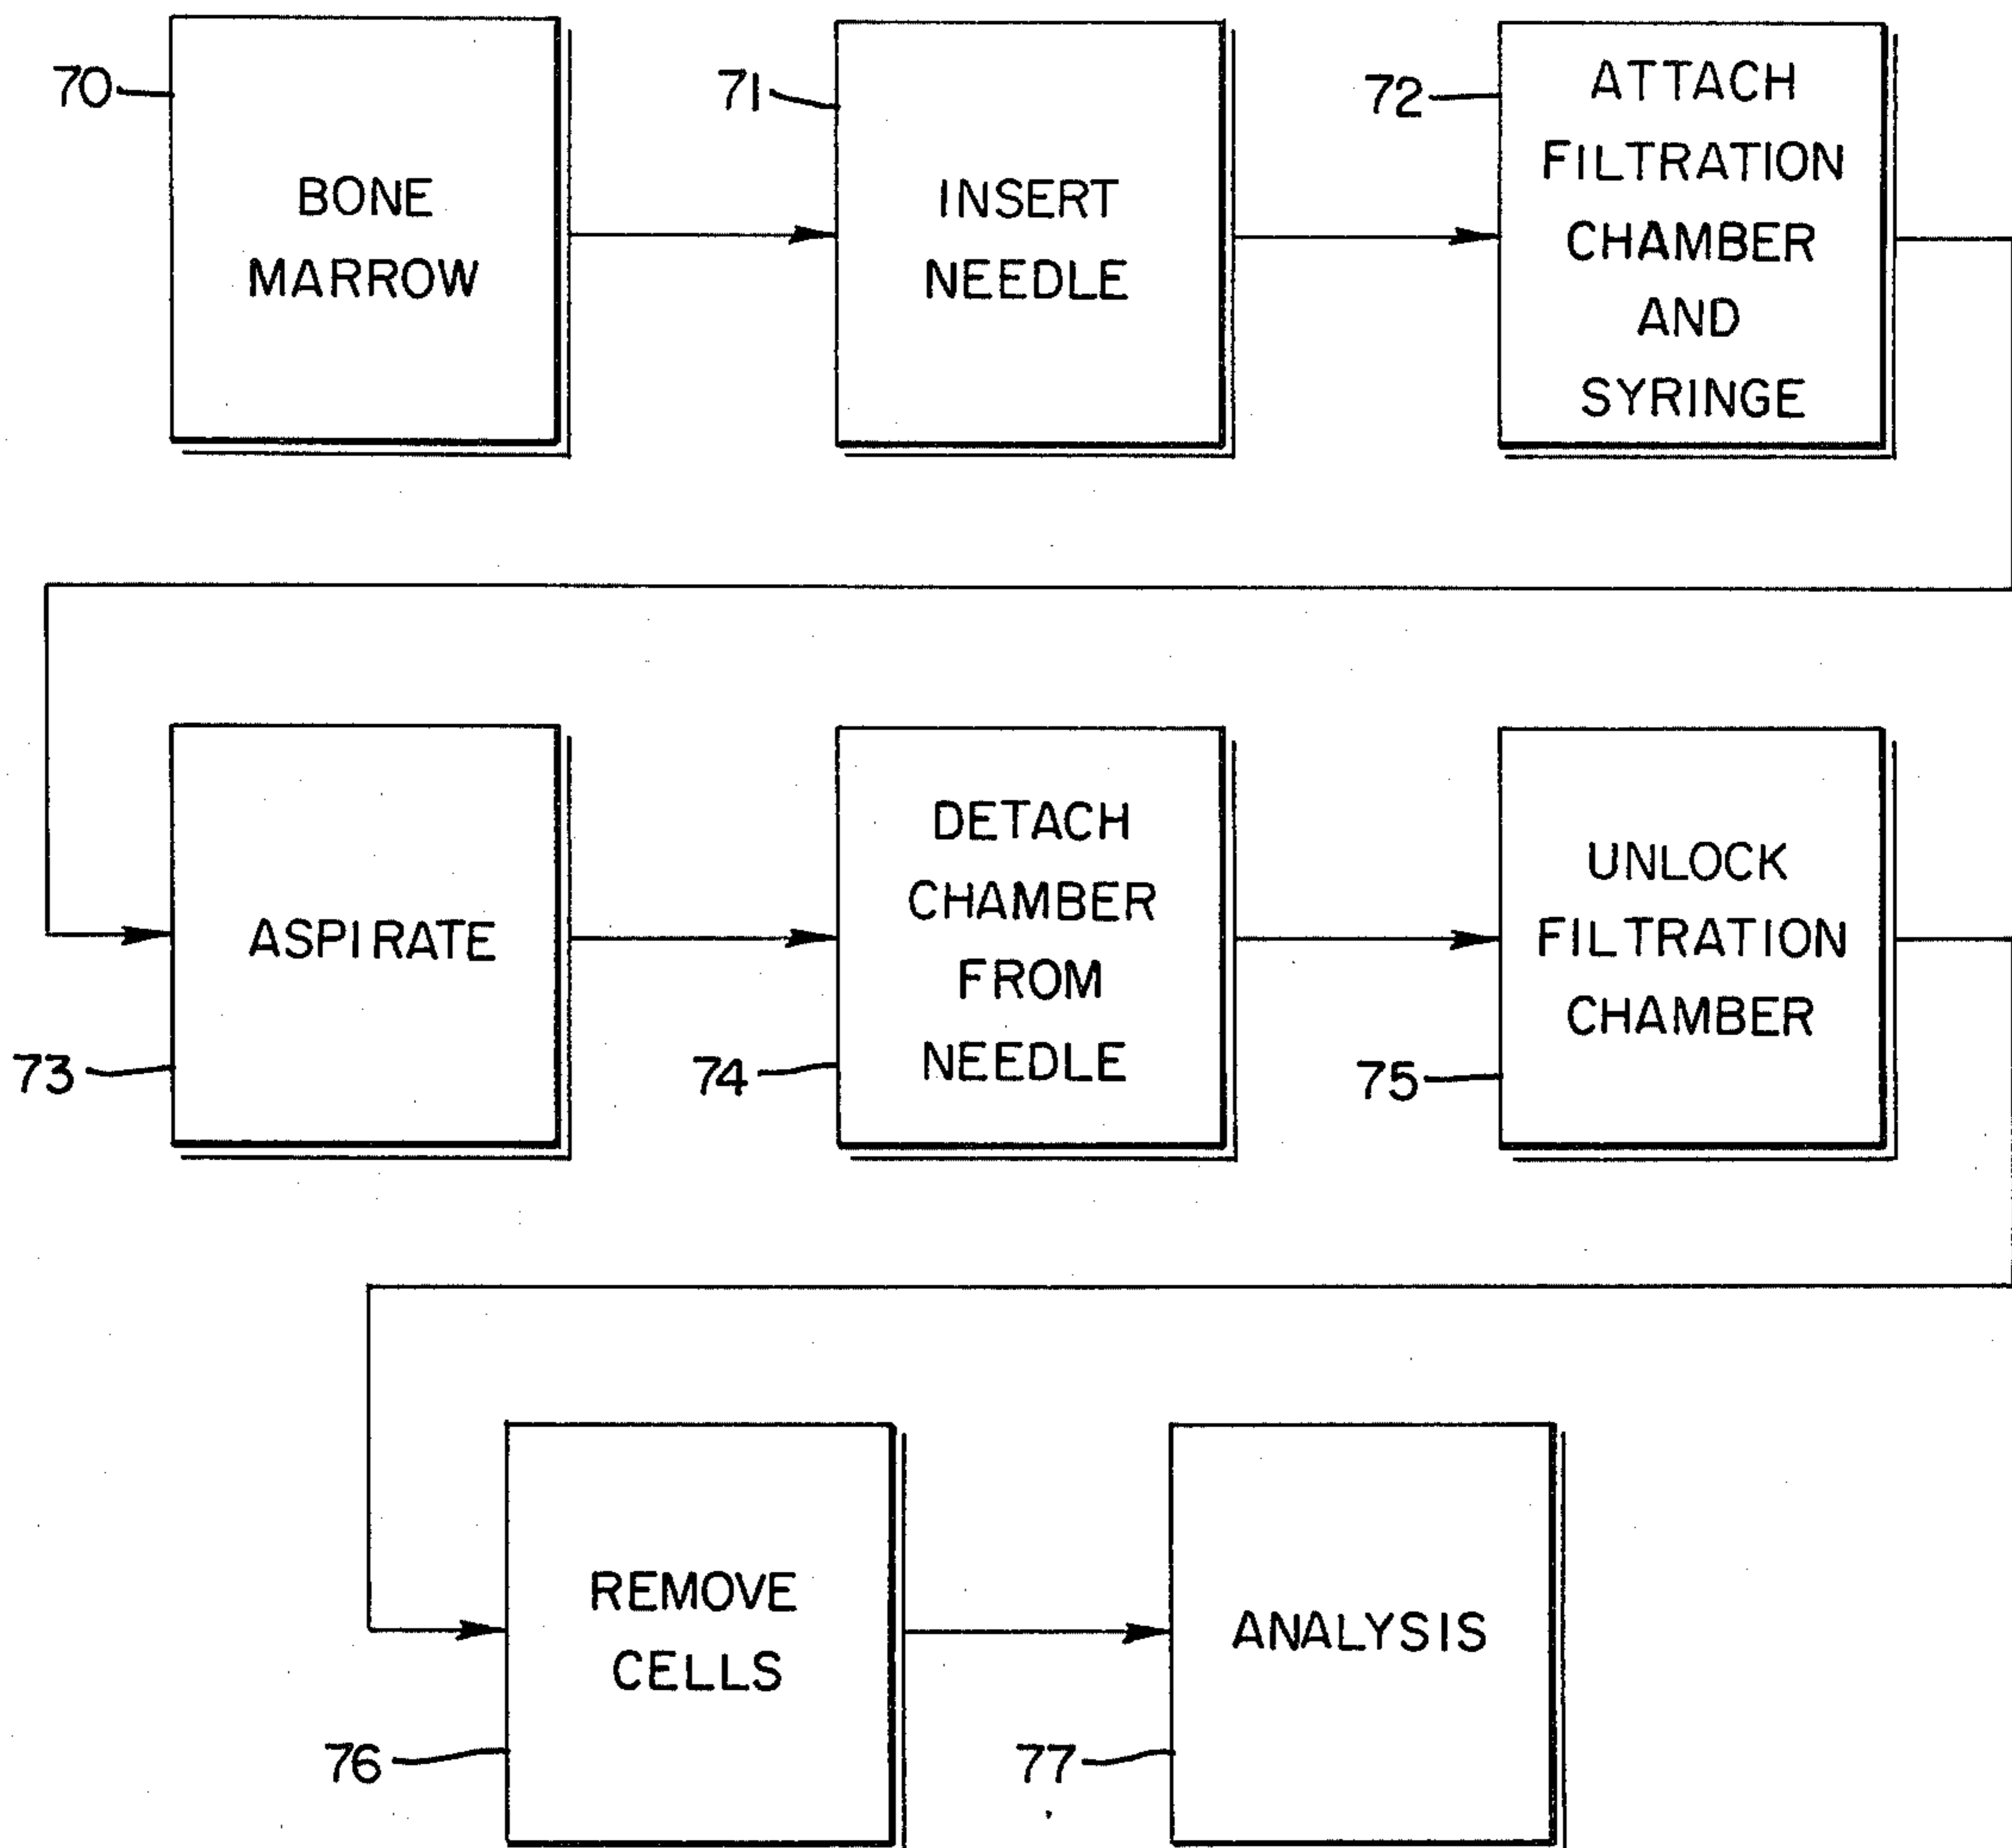 70
BONE
MARROW
71
INSERT
NEEDLE
72
ATTACH
FILTRATION
CHAMBER
AND
SYRINGE
73
ASPIRATE
74
DETACH
CHAMBER
FROM
NEEDLE
75
UNLOCK
FILTRATION
CHAMBER
76
REMOVE
CELLS
77
ANALYSIS